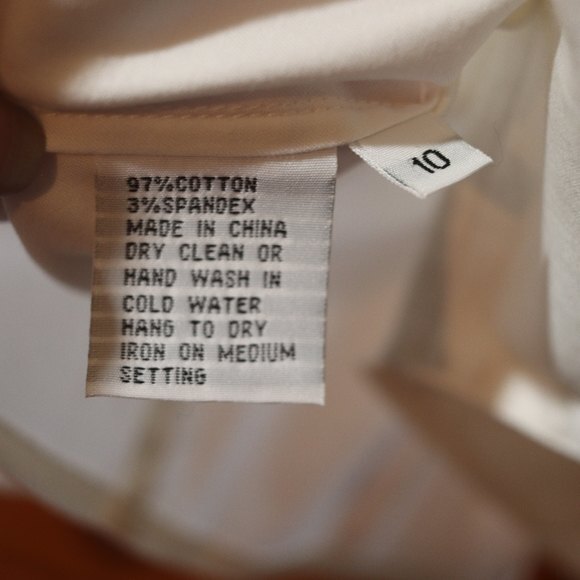 97%COTTON
3%SPANDEX
MADE IN CHINA
DRY CLEAN OR
HAND WASH IN
COLD WATER
HANG TO DRY
IRON ON MEDIUM
SETTING
10